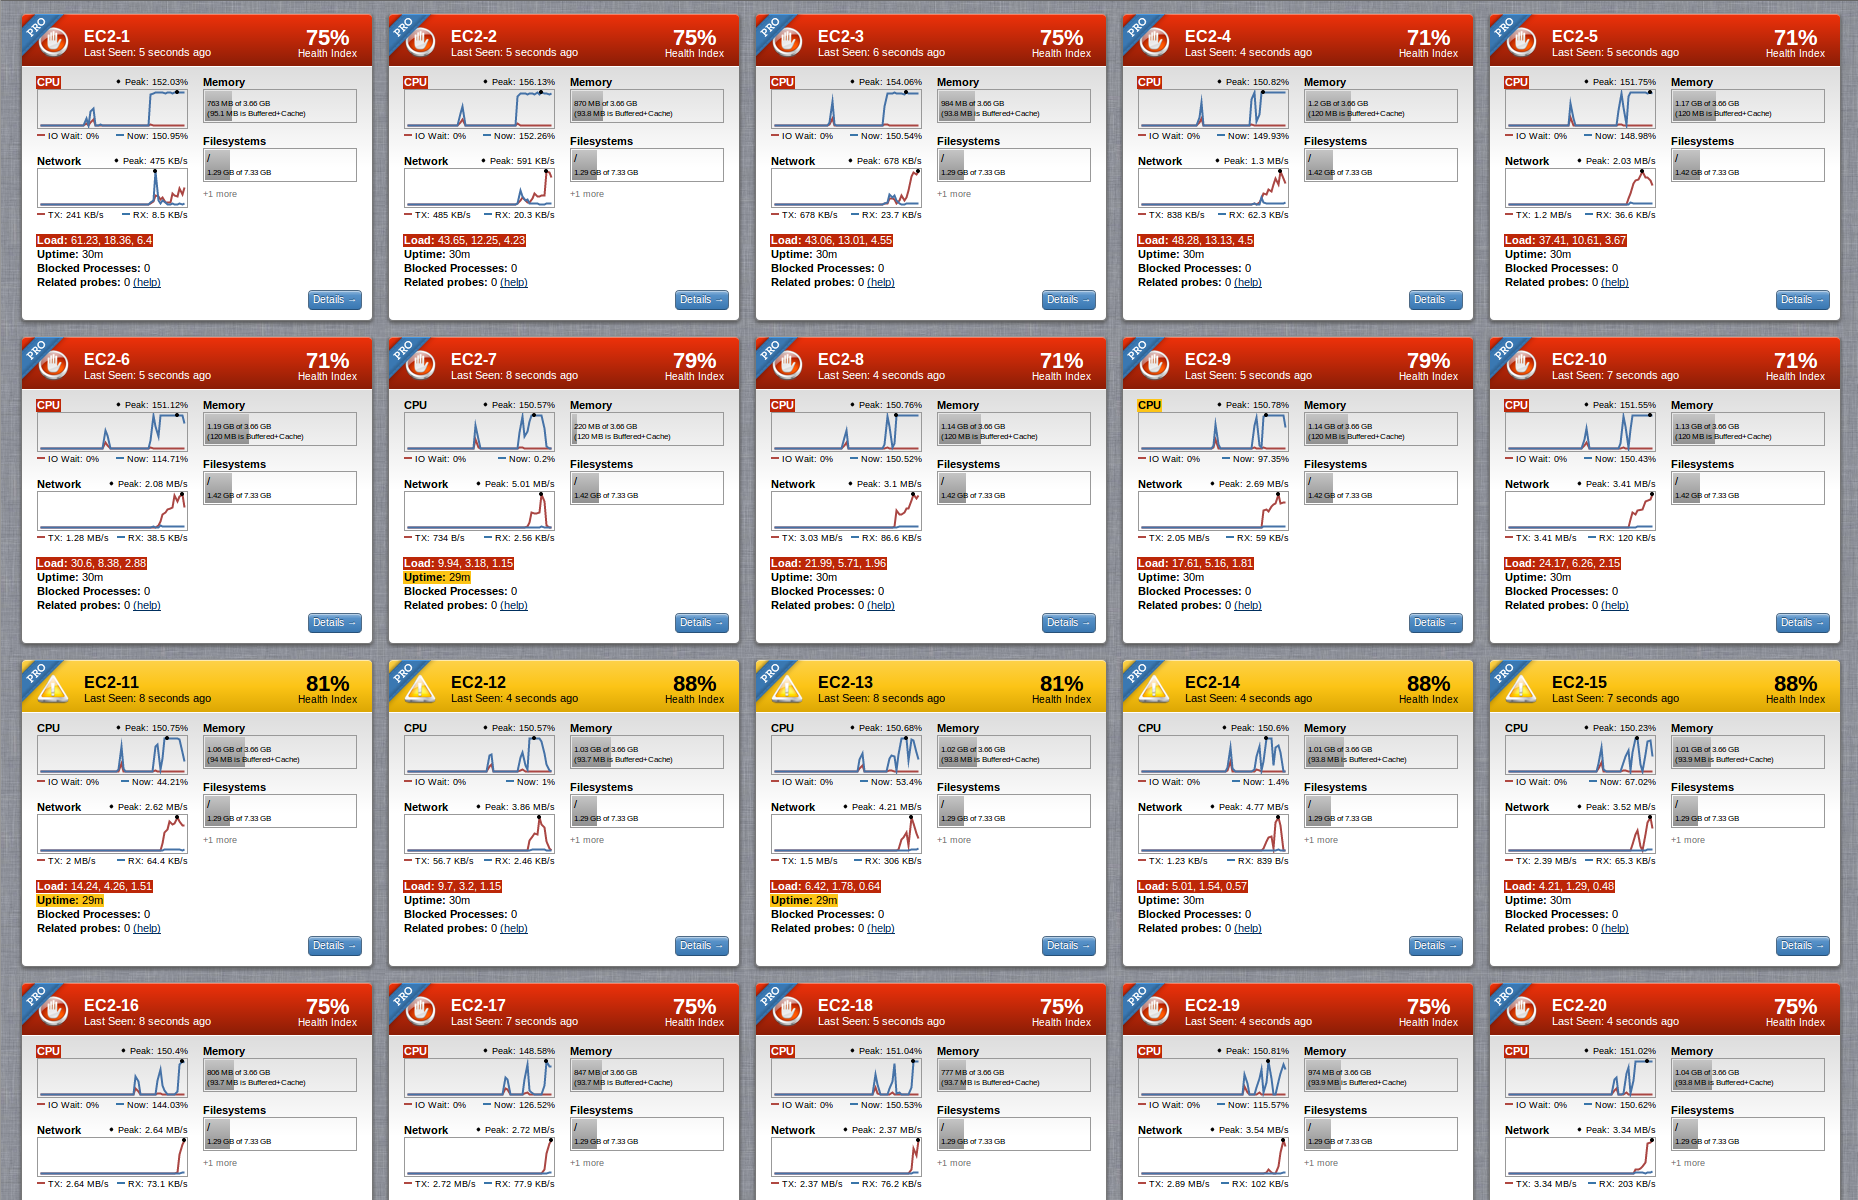 PRO EC2-1 75%
Last Seen: 5 seconds ago Health Index
CPU Peak: 152.03% Memory
763 MB of 3.66 GB
(95.1 MB is Buffered+Cache)
IO Wait: 0% Now: 150.95%
Filesystems
Network Peak: 475 KB/s
/
1.29 GB of 7.33 GB
+1 more
TX: 241 KB/s RX: 8.5 KB/s
Load: 61.23, 18.36, 6.4
Uptime: 30m
Blocked Processes: 0
Related probes: 0 (help)
Details →
PRO EC2-2 75%
Last Seen: 5 seconds ago Health Index
CPU Peak: 156.13% Memory
870 MB of 3.66 GB
(93.8 MB is Buffered+Cache)
IO Wait: 0% Now: 152.26%
Filesystems
Network Peak: 591 KB/s
/
1.29 GB of 7.33 GB
+1 more
TX: 485 KB/s RX: 20.3 KB/s
Load: 43.65, 12.25, 4.23
Uptime: 30m
Blocked Processes: 0
Related probes: 0 (help)
Details →
PRO EC2-3 75%
Last Seen: 6 seconds ago Health Index
CPU Peak: 154.06% Memory
984 MB of 3.66 GB
(93.8 MB is Buffered+Cache)
IO Wait: 0% Now: 150.54%
Filesystems
Network Peak: 678 KB/s
/
1.29 GB of 7.33 GB
+1 more
TX: 678 KB/s RX: 23.7 KB/s
Load: 43.06, 13.01, 4.55
Uptime: 30m
Blocked Processes: 0
Related probes: 0 (help)
Details →
PRO EC2-4 71%
Last Seen: 4 seconds ago Health Index
CPU Peak: 150.82% Memory
1.2 GB of 3.66 GB
(120 MB is Buffered+Cache)
IO Wait: 0% Now: 149.93%
Filesystems
Network Peak: 1.3 MB/s
/
1.42 GB of 7.33 GB
TX: 838 KB/s RX: 62.3 KB/s
Load: 48.28, 13.13, 4.5
Uptime: 30m
Blocked Processes: 0
Related probes: 0 (help)
Details →
PRO EC2-5 71%
Last Seen: 5 seconds ago Health Index
CPU Peak: 151.75% Memory
1.17 GB of 3.66 GB
(120 MB is Buffered+Cache)
IO Wait: 0% Now: 148.98%
Filesystems
Network Peak: 2.03 MB/s
/
1.42 GB of 7.33 GB
TX: 1.2 MB/s RX: 36.6 KB/s
Load: 37.41, 10.61, 3.67
Uptime: 30m
Blocked Processes: 0
Related probes: 0 (help)
Details →
PRO EC2-6 71%
Last Seen: 5 seconds ago Health Index
CPU Peak: 151.12% Memory
1.19 GB of 3.66 GB
(120 MB is Buffered+Cache)
IO Wait: 0% Now: 114.71%
Filesystems
Network Peak: 2.08 MB/s
/
1.42 GB of 7.33 GB
TX: 1.28 MB/s RX: 38.5 KB/s
Load: 30.6, 8.38, 2.88
Uptime: 30m
Blocked Processes: 0
Related probes: 0 (help)
Details →
PRO EC2-7 79%
Last Seen: 8 seconds ago Health Index
CPU Peak: 150.57% Memory
220 MB of 3.66 GB
(120 MB is Buffered+Cache)
IO Wait: 0% Now: 0.2%
Filesystems
Network Peak: 5.01 MB/s
/
1.42 GB of 7.33 GB
TX: 734 B/s RX: 2.56 KB/s
Load: 9.94, 3.18, 1.15
Uptime: 29m
Blocked Processes: 0
Related probes: 0 (help)
Details →
PRO EC2-8 71%
Last Seen: 4 seconds ago Health Index
CPU Peak: 150.76% Memory
1.14 GB of 3.66 GB
(120 MB is Buffered+Cache)
IO Wait: 0% Now: 150.52%
Filesystems
Network Peak: 3.1 MB/s
/
1.42 GB of 7.33 GB
TX: 3.03 MB/s RX: 86.6 KB/s
Load: 21.99, 5.71, 1.96
Uptime: 30m
Blocked Processes: 0
Related probes: 0 (help)
Details →
PRO EC2-9 79%
Last Seen: 5 seconds ago Health Index
CPU Peak: 150.78% Memory
1.14 GB of 3.66 GB
(120 MB is Buffered+Cache)
IO Wait: 0% Now: 97.35%
Filesystems
Network Peak: 2.69 MB/s
/
1.42 GB of 7.33 GB
TX: 2.05 MB/s RX: 59 KB/s
Load: 17.61, 5.16, 1.81
Uptime: 30m
Blocked Processes: 0
Related probes: 0 (help)
Details →
PRO EC2-10 71%
Last Seen: 7 seconds ago Health Index
CPU Peak: 151.55% Memory
1.13 GB of 3.66 GB
(120 MB is Buffered+Cache)
IO Wait: 0% Now: 150.43%
Filesystems
Network Peak: 3.41 MB/s
/
1.42 GB of 7.33 GB
TX: 3.41 MB/s RX: 120 KB/s
Load: 24.17, 6.26, 2.15
Uptime: 30m
Blocked Processes: 0
Related probes: 0 (help)
Details →
PRO EC2-11 81%
Last Seen: 8 seconds ago Health Index
CPU Peak: 150.75% Memory
1.06 GB of 3.66 GB
(94 MB is Buffered+Cache)
IO Wait: 0% Now: 44.21%
Filesystems
Network Peak: 2.62 MB/s
/
1.29 GB of 7.33 GB
+1 more
TX: 2 MB/s RX: 64.4 KB/s
Load: 14.24, 4.26, 1.51
Uptime: 29m
Blocked Processes: 0
Related probes: 0 (help)
Details →
PRO EC2-12 88%
Last Seen: 4 seconds ago Health Index
CPU Peak: 150.57% Memory
1.03 GB of 3.66 GB
(93.7 MB is Buffered+Cache)
IO Wait: 0% Now: 1%
Filesystems
Network Peak: 3.86 MB/s
/
1.29 GB of 7.33 GB
+1 more
TX: 56.7 KB/s RX: 2.46 KB/s
Load: 9.7, 3.2, 1.15
Uptime: 30m
Blocked Processes: 0
Related probes: 0 (help)
Details →
PRO EC2-13 81%
Last Seen: 8 seconds ago Health Index
CPU Peak: 150.68% Memory
1.02 GB of 3.66 GB
(93.8 MB is Buffered+Cache)
IO Wait: 0% Now: 53.4%
Filesystems
Network Peak: 4.21 MB/s
/
1.29 GB of 7.33 GB
+1 more
TX: 1.5 MB/s RX: 306 KB/s
Load: 6.42, 1.78, 0.64
Uptime: 29m
Blocked Processes: 0
Related probes: 0 (help)
Details →
PRO EC2-14 88%
Last Seen: 4 seconds ago Health Index
CPU Peak: 150.6% Memory
1.01 GB of 3.66 GB
(93.8 MB is Buffered+Cache)
IO Wait: 0% Now: 1.4%
Filesystems
Network Peak: 4.77 MB/s
/
1.29 GB of 7.33 GB
+1 more
TX: 1.23 KB/s RX: 839 B/s
Load: 5.01, 1.54, 0.57
Uptime: 30m
Blocked Processes: 0
Related probes: 0 (help)
Details →
PRO EC2-15 88%
Last Seen: 7 seconds ago Health Index
CPU Peak: 150.23% Memory
1.01 GB of 3.66 GB
(93.9 MB is Buffered+Cache)
IO Wait: 0% Now: 67.02%
Filesystems
Network Peak: 3.52 MB/s
/
1.29 GB of 7.33 GB
+1 more
TX: 2.39 MB/s RX: 65.3 KB/s
Load: 4.21, 1.29, 0.48
Uptime: 30m
Blocked Processes: 0
Related probes: 0 (help)
Details →
PRO EC2-16 75%
Last Seen: 8 seconds ago Health Index
CPU Peak: 150.4% Memory
806 MB of 3.66 GB
(93.7 MB is Buffered+Cache)
IO Wait: 0% Now: 144.03%
Filesystems
Network Peak: 2.64 MB/s
/
1.29 GB of 7.33 GB
+1 more
TX: 2.64 MB/s RX: 73.1 KB/s
PRO EC2-17 75%
Last Seen: 7 seconds ago Health Index
CPU Peak: 148.58% Memory
847 MB of 3.66 GB
(93.7 MB is Buffered+Cache)
IO Wait: 0% Now: 126.52%
Filesystems
Network Peak: 2.72 MB/s
/
1.29 GB of 7.33 GB
+1 more
TX: 2.72 MB/s RX: 77.9 KB/s
PRO EC2-18 75%
Last Seen: 5 seconds ago Health Index
CPU Peak: 151.04% Memory
777 MB of 3.66 GB
(93.7 MB is Buffered+Cache)
IO Wait: 0% Now: 150.53%
Filesystems
Network Peak: 2.37 MB/s
/
1.29 GB of 7.33 GB
+1 more
TX: 2.37 MB/s RX: 76.2 KB/s
PRO EC2-19 75%
Last Seen: 4 seconds ago Health Index
CPU Peak: 150.81% Memory
974 MB of 3.66 GB
(93.9 MB is Buffered+Cache)
IO Wait: 0% Now: 115.57%
Filesystems
Network Peak: 3.54 MB/s
/
1.29 GB of 7.33 GB
+1 more
TX: 2.89 MB/s RX: 102 KB/s
PRO EC2-20 75%
Last Seen: 4 seconds ago Health Index
CPU Peak: 151.02% Memory
1.04 GB of 3.66 GB
(93.8 MB is Buffered+Cache)
IO Wait: 0% Now: 150.62%
Filesystems
Network Peak: 3.34 MB/s
/
1.29 GB of 7.33 GB
+1 more
TX: 3.34 MB/s RX: 203 KB/s